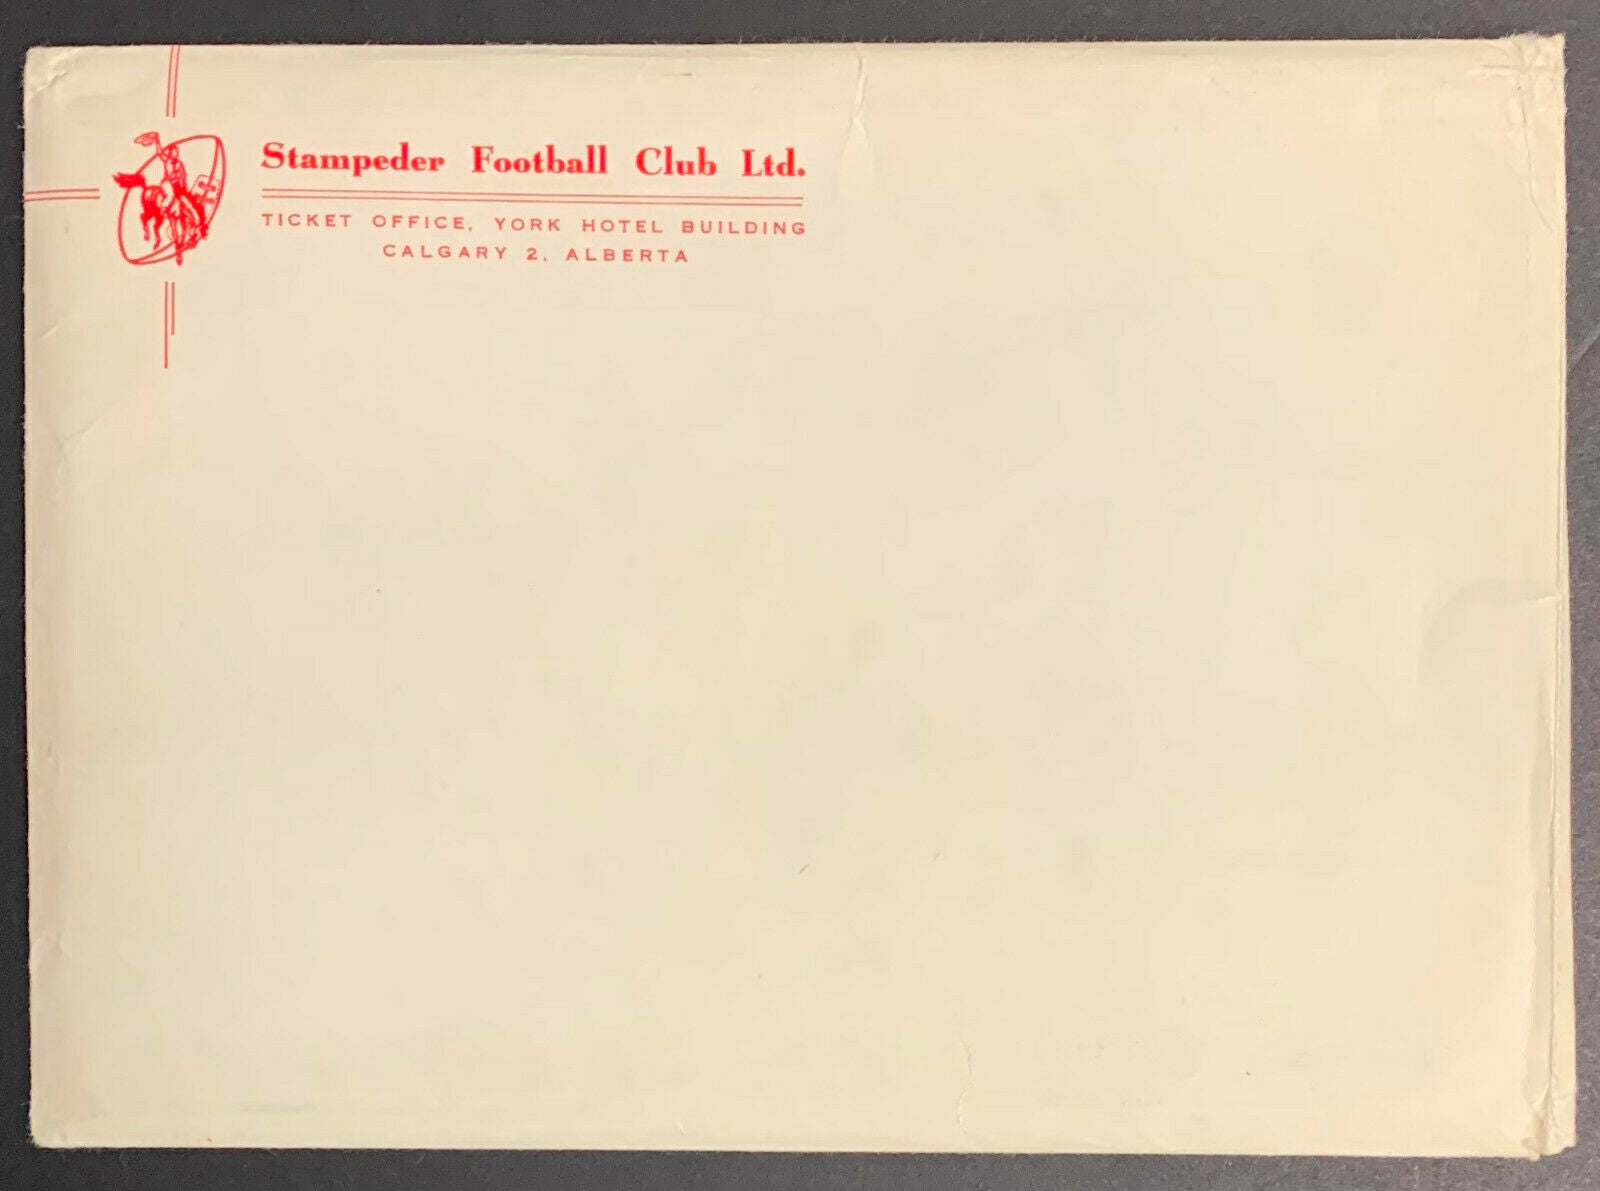 Stampeder Football Club Ltd.
TICKET OFFICE, YORK HOTEL BUILDING
CALGARY 2, ALBERTA